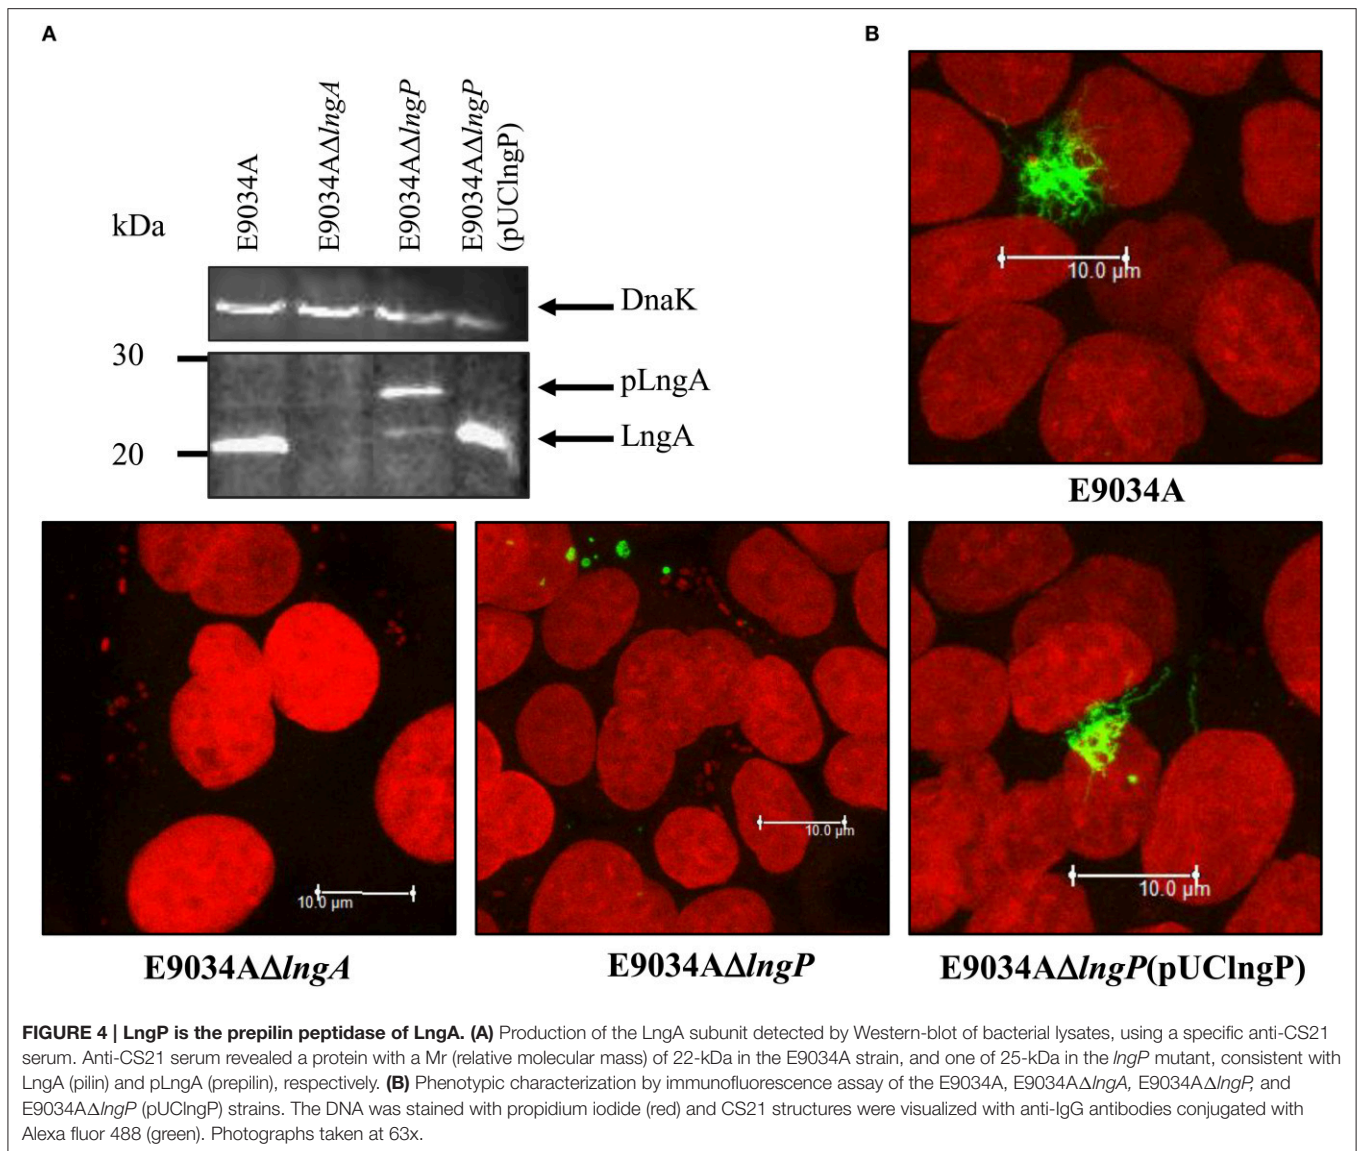 A
B
kDa
E9034A
E9034AΔlngA
E9034AΔlngP
E9034AΔlngP
(pUClngP)
DnaK
30
pLngA
LngA
20
10.0 µm
E9034A
10.0 µm
10.0 µm
10.0 µm
E9034AΔlngA
E9034AΔlngP
E9034AΔlngP(pUClngP)
FIGURE 4 | LngP is the prepilin peptidase of LngA. (A) Production of the LngA subunit detected by Western-blot of bacterial lysates, using a specific anti-CS21
serum. Anti-CS21 serum revealed a protein with a Mr (relative molecular mass) of 22-kDa in the E9034A strain, and one of 25-kDa in the lngP mutant, consistent with
LngA (pilin) and pLngA (prepilin), respectively. (B) Phenotypic characterization by immunofluorescence assay of the E9034A, E9034AΔlngA, E9034AΔlngP, and
E9034AΔlngP (pUClngP) strains. The DNA was stained with propidium iodide (red) and CS21 structures were visualized with anti-IgG antibodies conjugated with
Alexa fluor 488 (green). Photographs taken at 63x.